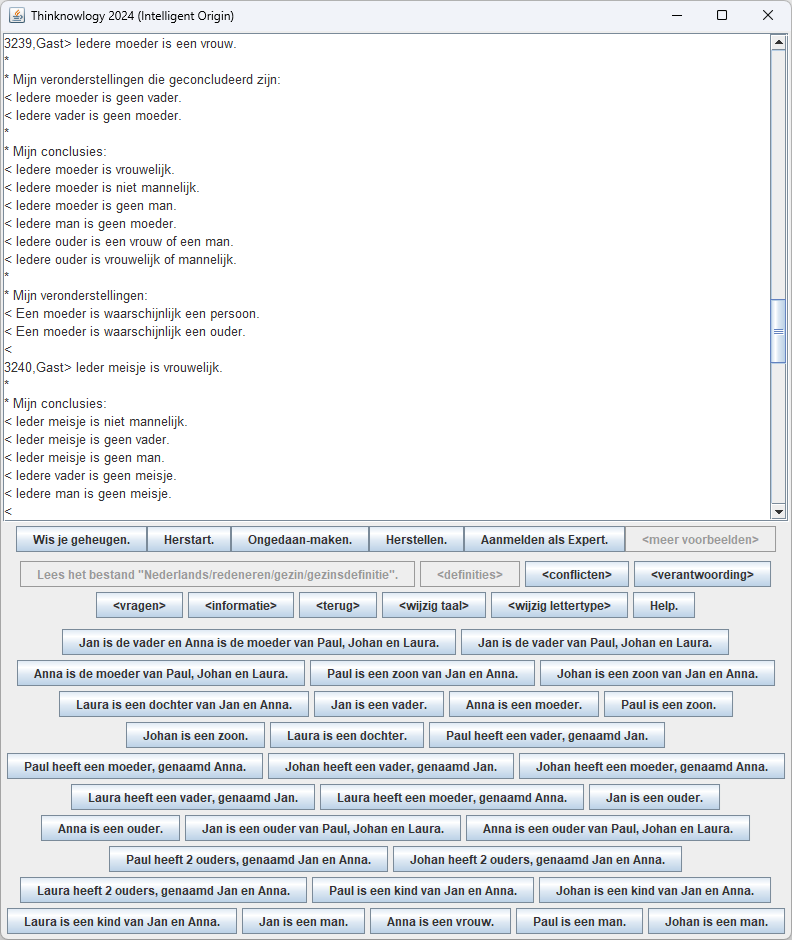 Thinknowlogy 2024 (Intelligent Origin)
3239,Gast> Iedere moeder is een vrouw.
*
* Mijn veronderstellingen die geconcludeerd zijn:
< Iedere moeder is geen vader.
< Iedere vader is geen moeder.
*
* Mijn conclusies:
< Iedere moeder is vrouwelijk.
< Iedere moeder is niet mannelijk.
< Iedere moeder is geen man.
< Iedere man is geen moeder.
< Iedere ouder is een vrouw of een man.
< Iedere ouder is vrouwelijk of mannelijk.
*
* Mijn veronderstellingen:
< Een moeder is waarschijnlijk een persoon.
< Een moeder is waarschijnlijk een ouder.
<
3240,Gast> Ieder meisje is vrouwelijk.
*
* Mijn conclusies:
< Ieder meisje is niet mannelijk.
< Ieder meisje is geen vader.
< Ieder meisje is geen man.
< Iedere vader is geen meisje.
< Iedere man is geen meisje.
<
Wis je geheugen. Herstart. Ongedaan-maken. Herstellen. Aanmelden als Expert. <meer voorbeelden>
Lees het bestand "Nederlands/redeneren/gezin/gezinsdefinitie". <definities> <conflicten> <verantwoording>
<vragen> <informatie> <terug> <wijzig taal> <wijzig lettertype> Help.
Jan is de vader en Anna is de moeder van Paul, Johan en Laura. Jan is de vader van Paul, Johan en Laura.
Anna is de moeder van Paul, Johan en Laura. Paul is een zoon van Jan en Anna. Johan is een zoon van Jan en Anna.
Laura is een dochter van Jan en Anna. Jan is een vader. Anna is een moeder. Paul is een zoon.
Johan is een zoon. Laura is een dochter. Paul heeft een vader, genaamd Jan.
Paul heeft een moeder, genaamd Anna. Johan heeft een vader, genaamd Jan. Johan heeft een moeder, genaamd Anna.
Laura heeft een vader, genaamd Jan. Laura heeft een moeder, genaamd Anna. Jan is een ouder.
Anna is een ouder. Jan is een ouder van Paul, Johan en Laura. Anna is een ouder van Paul, Johan en Laura.
Paul heeft 2 ouders, genaamd Jan en Anna. Johan heeft 2 ouders, genaamd Jan en Anna.
Laura heeft 2 ouders, genaamd Jan en Anna. Paul is een kind van Jan en Anna. Johan is een kind van Jan en Anna.
Laura is een kind van Jan en Anna. Jan is een man. Anna is een vrouw. Paul is een man. Johan is een man.